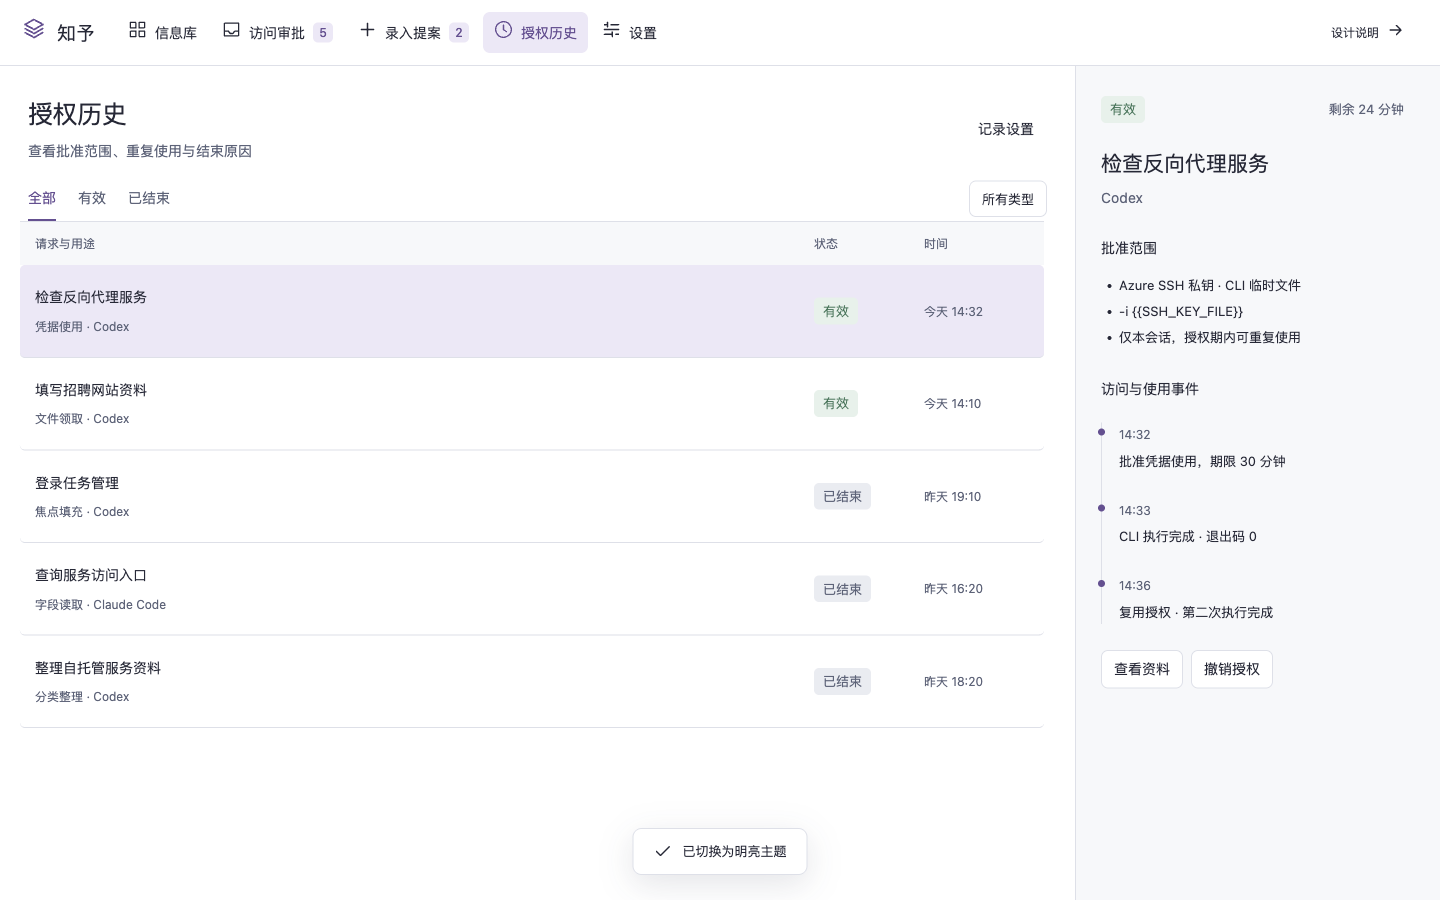 知予
信息库
访问审批 5
录入提案 2
授权历史
设置
设计说明
授权历史
查看批准范围、重复使用与结束原因
记录设置
全部 有效 已结束
所有类型
请求与用途 状态 时间
检查反向代理服务
凭据使用 · Codex
有效
今天 14:32
填写招聘网站资料
文件领取 · Codex
有效
今天 14:10
登录任务管理
焦点填充 · Codex
已结束
昨天 19:10
查询服务访问入口
字段读取 · Claude Code
已结束
昨天 16:20
整理自托管服务资料
分类整理 · Codex
已结束
昨天 18:20
有效
剩余 24 分钟
检查反向代理服务
Codex
批准范围
• Azure SSH 私钥 · CLI 临时文件
• -i {{SSH_KEY_FILE}}
• 仅本会话，授权期内可重复使用
访问与使用事件
14:32
批准凭据使用，期限 30 分钟
14:33
CLI 执行完成 · 退出码 0
14:36
复用授权 · 第二次执行完成
查看资料 撤销授权
已切换为明亮主题